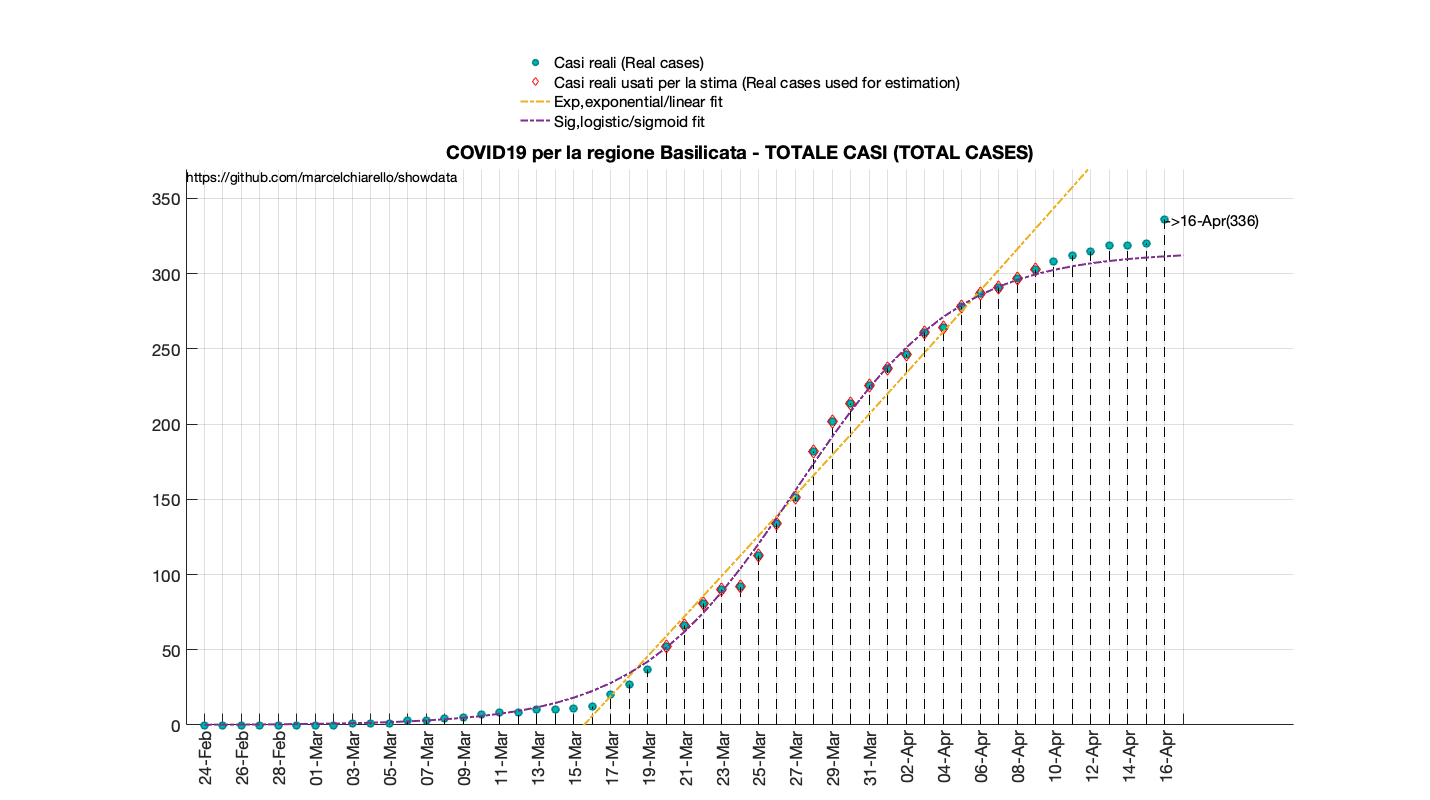 Casi reali (Real cases)
Casi reali usati per la stima (Real cases used for estimation)
Exp,exponential/linear fit
Sig,logistic/sigmoid fit
COVID19 per la regione Basilicata - TOTALE CASI (TOTAL CASES)
https://github.com/marcelchiarello/showdata
350
->16-Apr(336)
300
250
200
150
100
50
0
24-Feb
26-Feb
28-Feb
01-Mar
03-Mar
05-Mar
07-Mar
09-Mar
11-Mar
13-Mar
15-Mar
17-Mar
19-Mar
21-Mar
23-Mar
25-Mar
27-Mar
29-Mar
31-Mar
02-Apr
04-Apr
06-Apr
08-Apr
10-Apr
12-Apr
14-Apr
16-Apr